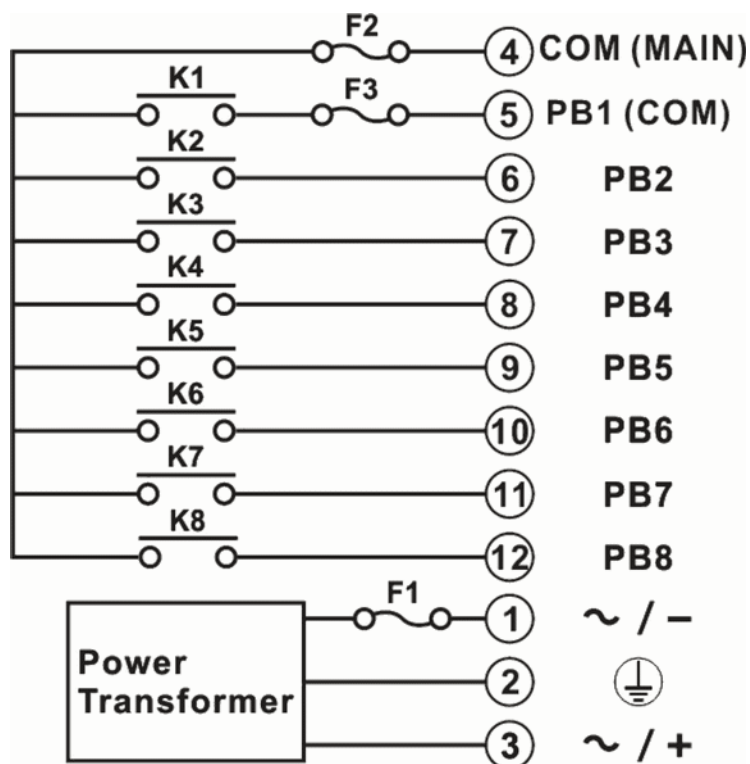 F2
4 COM (MAIN)
K1
F3
5 PB1 (COM)
K2
6 PB2
K3
7 PB3
K4
8 PB4
K5
9 PB5
K6
10 PB6
K7
11 PB7
K8
12 PB8
F1
1 ~ / -
Power
Transformer
2
3 ~ / +